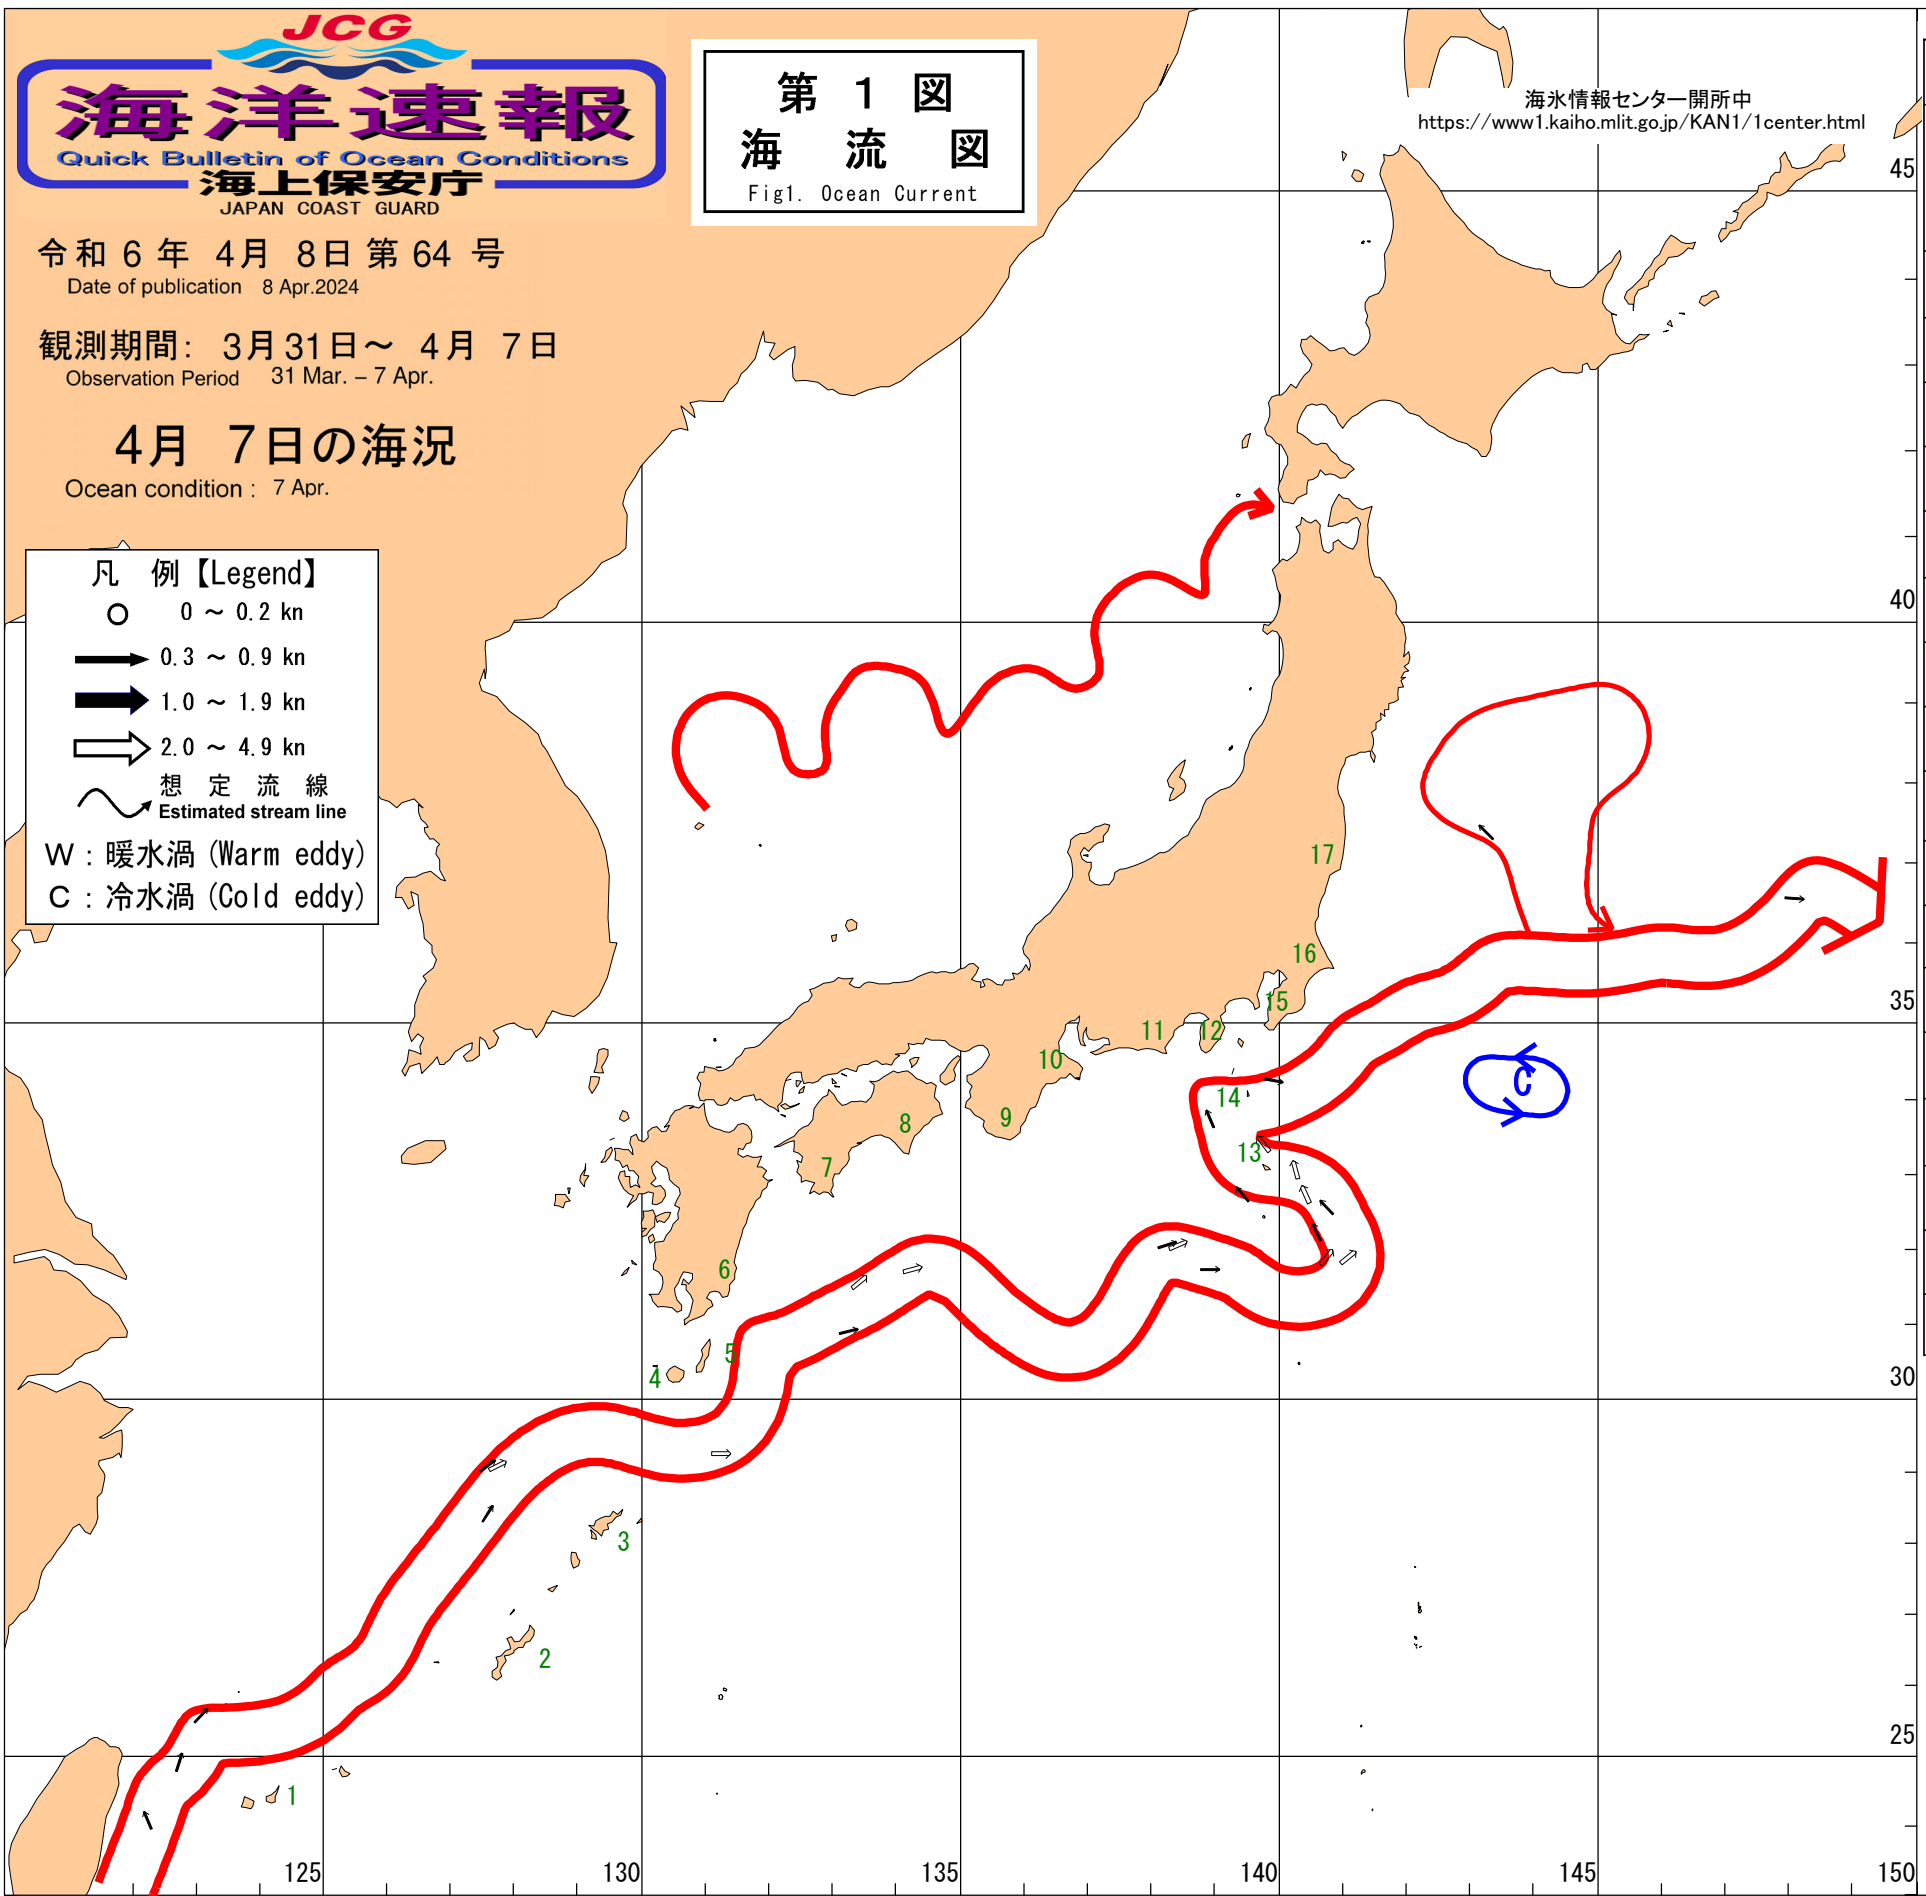 JCG
海洋速報
Quick Bulletin of Ocean Conditions
海上保安庁
JAPAN COAST GUARD
令和 6 年 4月 8日 第 64 号
Date of publication 8 Apr.2024
観測期間: 3月31日～ 4月 7日
Observation Period 31 Mar. – 7 Apr.
4月 7日の海況
Ocean condition : 7 Apr.
第 1 図
海 流 図
Fig1. Ocean Current
海氷情報センター開所中
https://www1.kaiho.mlit.go.jp/KAN1/1center.html
凡 例【Legend】
0 ～ 0.2 kn
0.3 ～ 0.9 kn
1.0 ～ 1.9 kn
2.0 ～ 4.9 kn
想 定 流 線
Estimated stream line
W : 暖水渦 (Warm eddy)
C : 冷水渦 (Cold eddy)
45
40
35
30
25
17
16
15
12
11
10
14
13
9
8
7
6
5
4
3
2
1
C
125
130
135
140
145
150